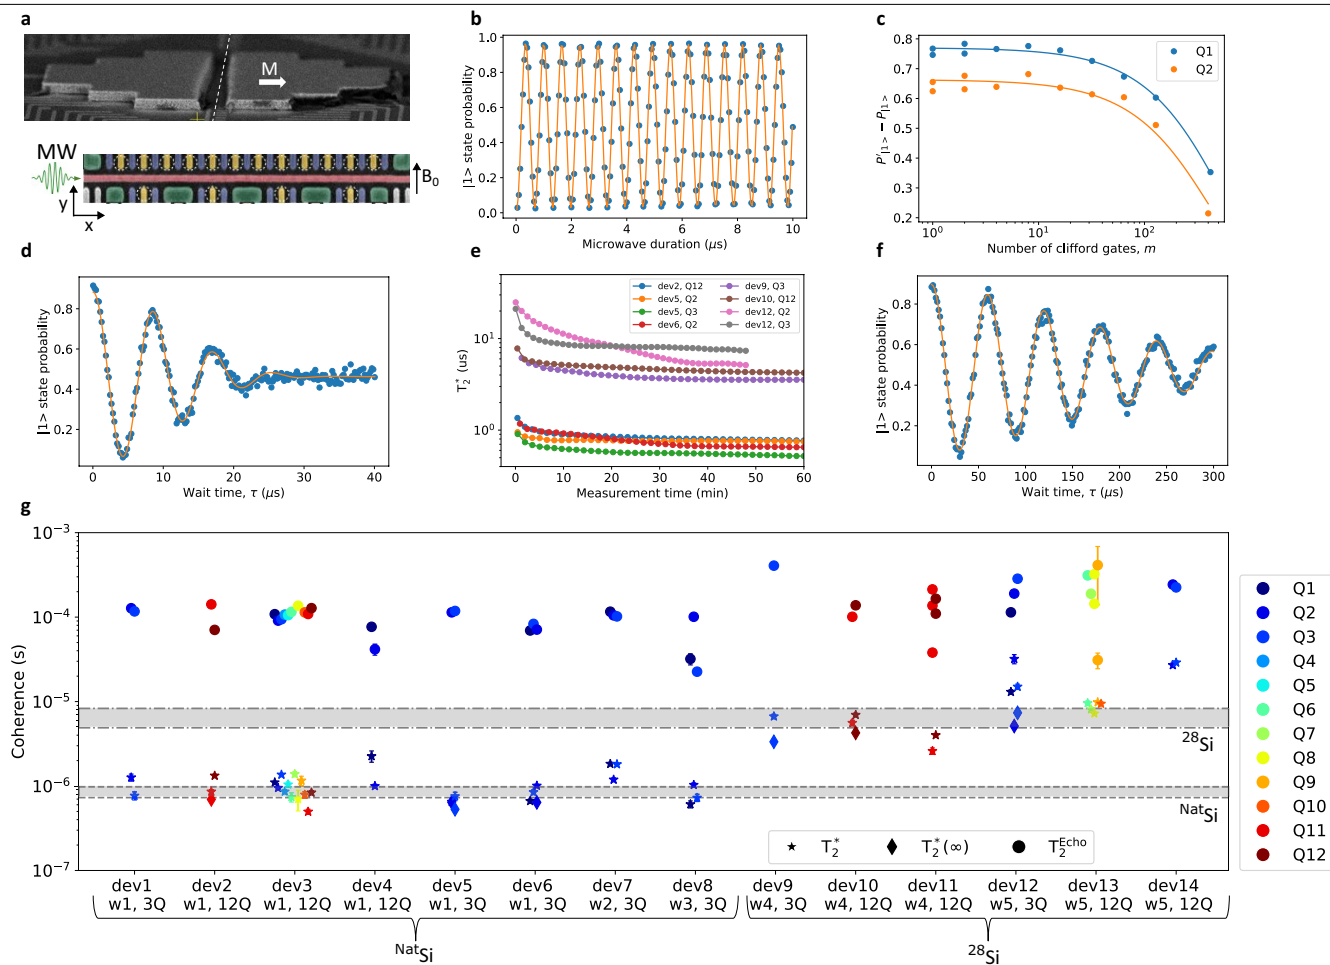 a
M
MW
B0
y
x
b
|1> state probability
1.0
0.8
0.6
0.4
0.2
0.0
0 2 4 6 8 10
Microwave duration (μs)
c
P'|1> − P|1>
0.8
0.7
0.6
0.5
0.4
0.3
0.2
Q1
Q2
10^0 10^1 10^2
Number of clifford gates, m
d
|1> state probability
0.8
0.6
0.4
0.2
0 10 20 30 40
Wait time, τ (μs)
e
T2* (us)
10^1
10^0
dev2, Q12
dev5, Q2
dev5, Q3
dev6, Q2
dev9, Q3
dev10, Q12
dev12, Q2
dev12, Q3
0 10 20 30 40 50 60
Measurement time (min)
f
|1> state probability
0.8
0.6
0.4
0.2
0 50 100 150 200 250 300
Wait time, τ (μs)
g
Coherence (s)
10^−3
10^−4
10^−5
10^−6
10^−7
28Si
NatSi
T2* T2*(∞) T2Echo
Q1
Q2
Q3
Q4
Q5
Q6
Q7
Q8
Q9
Q10
Q11
Q12
dev1 dev2 dev3 dev4 dev5 dev6 dev7 dev8 dev9 dev10 dev11 dev12 dev13 dev14
w1, 3Q w1, 12Q w1, 12Q w1, 12Q w1, 3Q w1, 3Q w2, 3Q w3, 3Q w4, 3Q w4, 12Q w4, 12Q w5, 3Q w5, 12Q w5, 12Q
NatSi 28Si